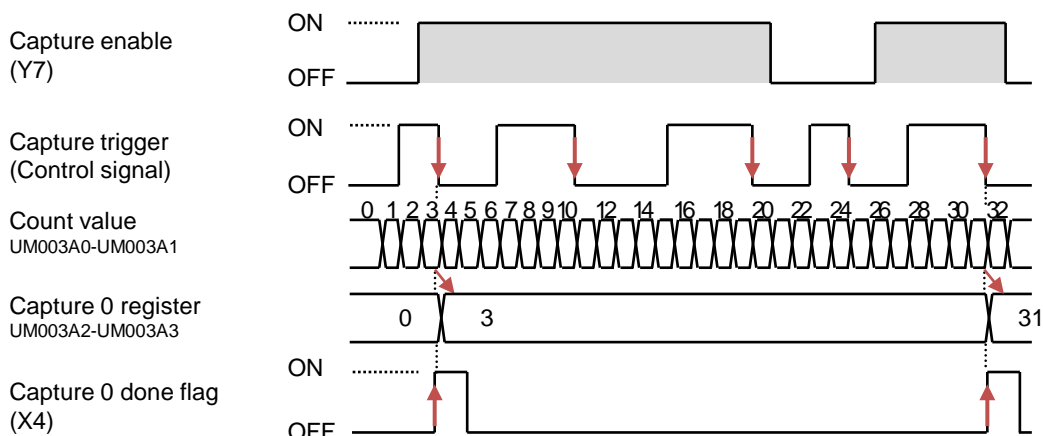 Capture enable
(Y7)
ON
OFF
Capture trigger
(Control signal)
ON
OFF
Count value
UM003A0-UM003A1
0 1 2 3 4 5 6 7 8 9 10 12 14 16 18 20 22 24 26 28 30 32
Capture 0 register
UM003A2-UM003A3
0 3 31
Capture 0 done flag
(X4)
ON
OFF